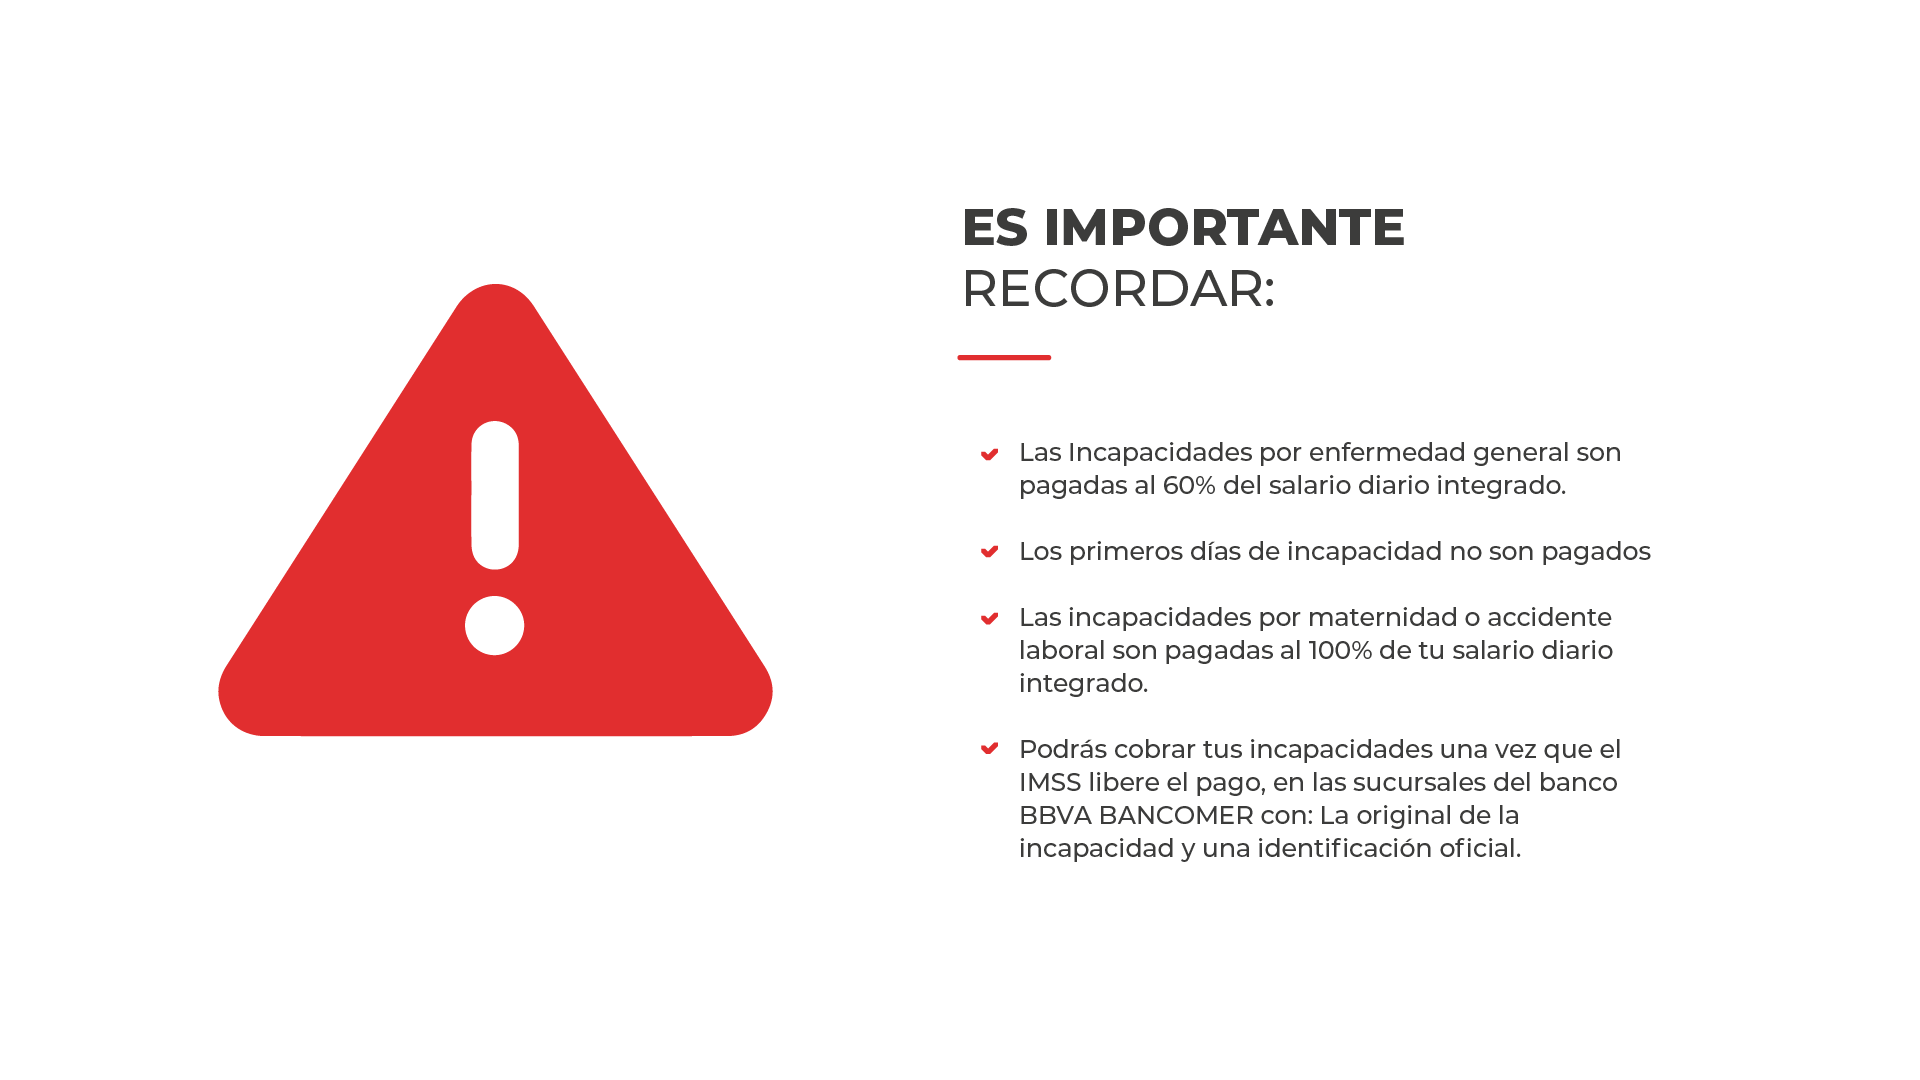 ES IMPORTANTE
RECORDAR:
Las Incapacidades por enfermedad general son
pagadas al 60% del salario diario integrado.
Los primeros días de incapacidad no son pagados
Las incapacidades por maternidad o accidente
laboral son pagadas al 100% de tu salario diario
integrado.
Podrás cobrar tus incapacidades una vez que el
IMSS libere el pago, en las sucursales del banco
BBVA BANCOMER con: La original de la
incapacidad y una identificación oficial.